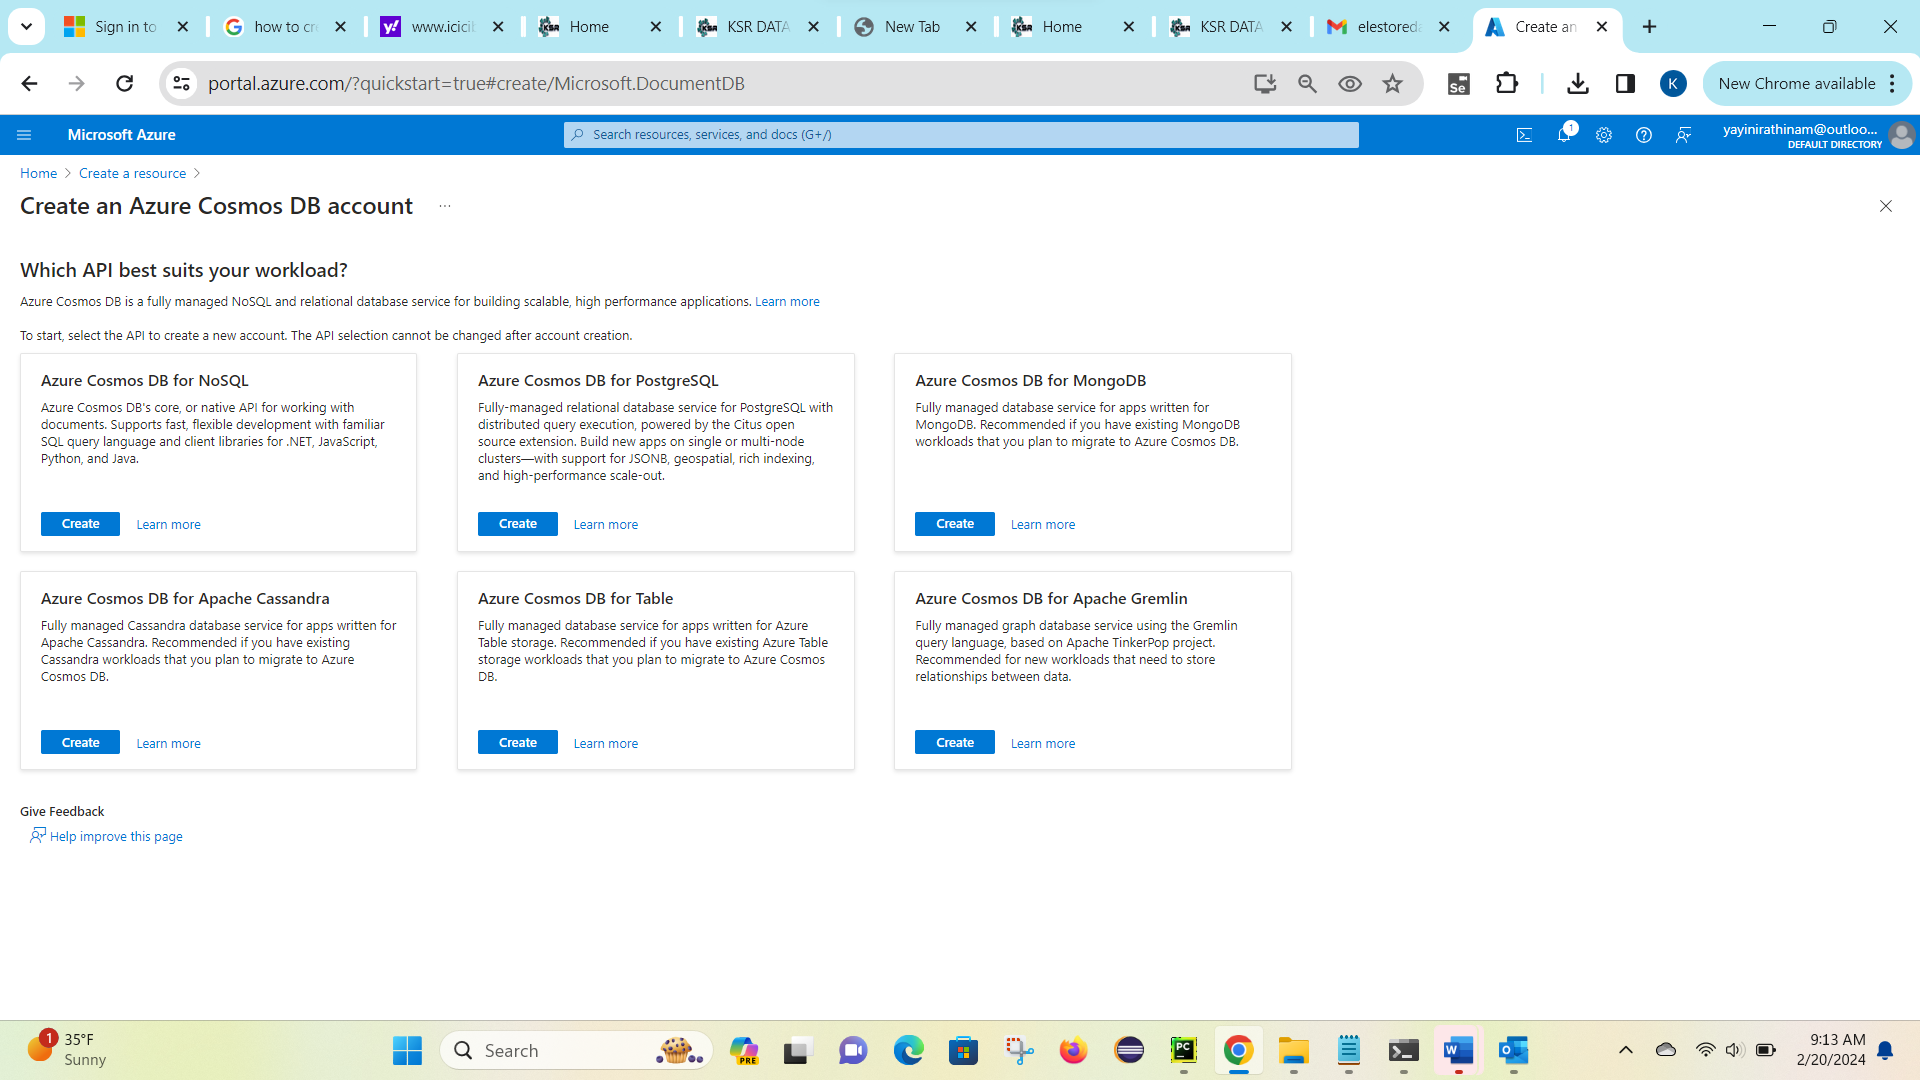 Sign in to
how to cr
www.icicib
Home
KSR DATA
New Tab
Home
KSR DATA
elestoreda
Create an
portal.azure.com/?quickstart=true#create/Microsoft.DocumentDB
Se
K
New Chrome available
Microsoft Azure
Search resources, services, and docs (G+/)
1
yayinirathinam@outloo...
DEFAULT DIRECTORY
Home > Create a resource >
Create an Azure Cosmos DB account ...
Which API best suits your workload?
Azure Cosmos DB is a fully managed NoSQL and relational database service for building scalable, high performance applications. Learn more
To start, select the API to create a new account. The API selection cannot be changed after account creation.
Azure Cosmos DB for NoSQL
Azure Cosmos DB's core, or native API for working with
documents. Supports fast, flexible development with familiar
SQL query language and client libraries for .NET, JavaScript,
Python, and Java.
Create Learn more
Azure Cosmos DB for PostgreSQL
Fully-managed relational database service for PostgreSQL with
distributed query execution, powered by the Citus open
source extension. Build new apps on single or multi-node
clusters—with support for JSONB, geospatial, rich indexing,
and high-performance scale-out.
Create Learn more
Azure Cosmos DB for MongoDB
Fully managed database service for apps written for
MongoDB. Recommended if you have existing MongoDB
workloads that you plan to migrate to Azure Cosmos DB.
Create Learn more
Azure Cosmos DB for Apache Cassandra
Fully managed Cassandra database service for apps written for
Apache Cassandra. Recommended if you have existing
Cassandra workloads that you plan to migrate to Azure
Cosmos DB.
Create Learn more
Azure Cosmos DB for Table
Fully managed database service for apps written for Azure
Table storage. Recommended if you have existing Azure Table
storage workloads that you plan to migrate to Azure Cosmos
DB.
Create Learn more
Azure Cosmos DB for Apache Gremlin
Fully managed graph database service using the Gremlin
query language, based on Apache TinkerPop project.
Recommended for new workloads that need to store
relationships between data.
Create Learn more
Give Feedback
Help improve this page
1
35°F
Sunny
Search
PRE
PC
W
9:13 AM
2/20/2024